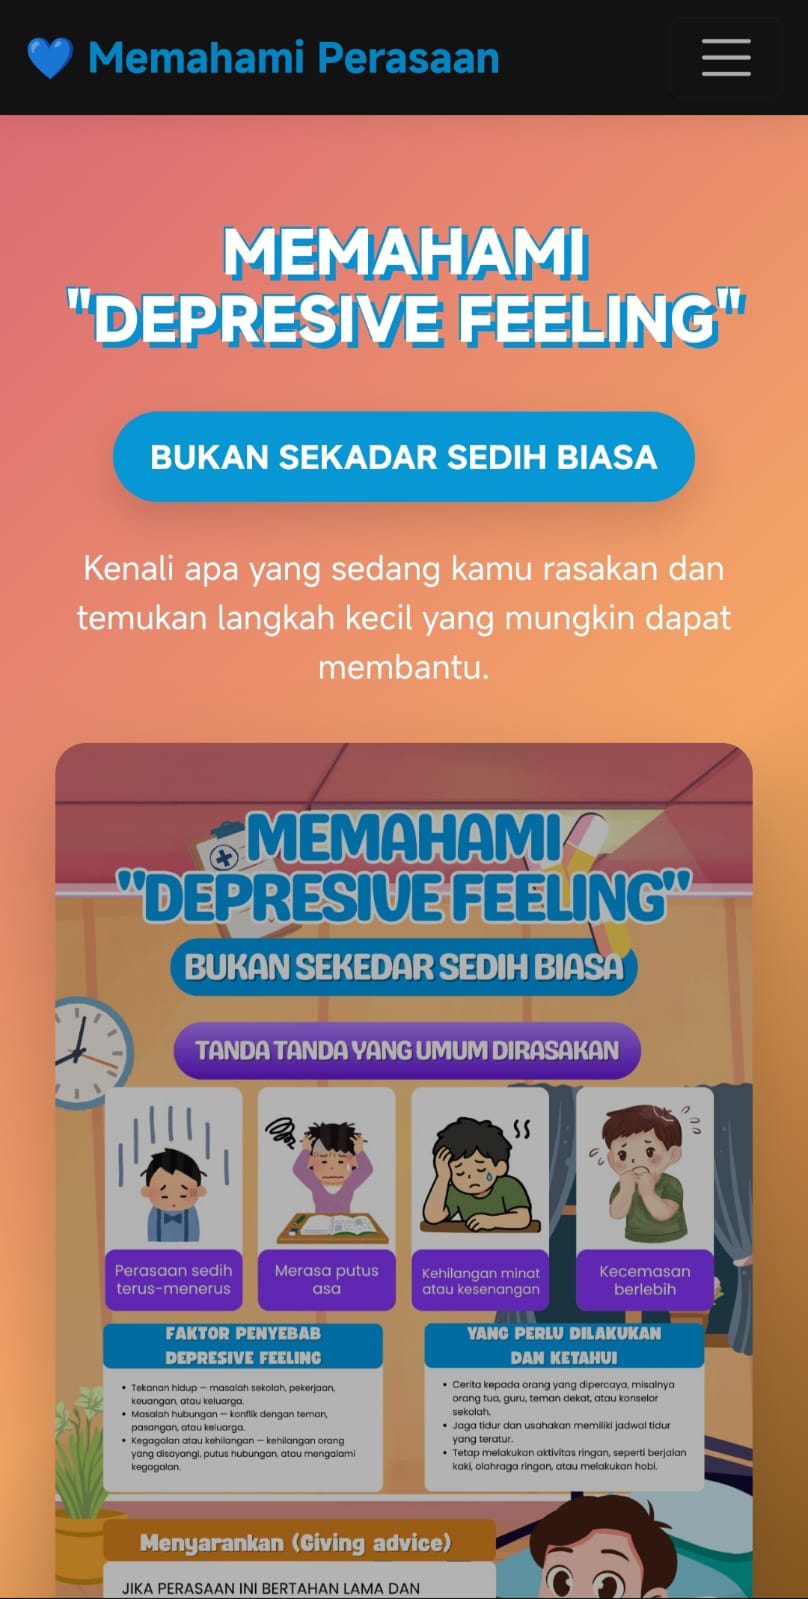 Memahami Perasaan
MEMAHAMI
"DEPRESIVE FEELING"
BUKAN SEKADAR SEDIH BIASA
Kenali apa yang sedang kamu rasakan dan
temukan langkah kecil yang mungkin dapat
membantu.
MEMAHAMI
"DEPRESIVE FEELING"
BUKAN SEKEDAR SEDIH BIASA
TANDA TANDA YANG UMUM DIRASAKAN
Perasaan sedih
terus-menerus
Merasa putus
asa
Kehilangan minat
atau kesenangan
Kecemasan
berlebih
FAKTOR PENYEBAB
DEPRESIVE FEELING
• Tekanan hidup — masalah sekolah, pekerjaan,
keuangan, atau keluarga.
• Masalah hubungan — konflik dengan teman,
pasangan, atau keluarga.
• Kegagalan atau kehilangan — kehilangan orang
yang disayangi, putus hubungan, atau mengalami
kegagalan.
YANG PERLU DILAKUKAN
DAN KETAHUI
• Cerita kepada orang yang dipercaya, misalnya
orang tua, guru, teman dekat, atau konselor
sekolah.
• Jaga tidur dan usahakan memiliki jadwal tidur
yang teratur.
• Tetap melakukan aktivitas ringan, seperti berjalan
kaki, olahraga ringan, atau melakukan hobi.
Menyarankan (Giving advice)
JIKA PERASAAN INI BERTAHAN LAMA DAN